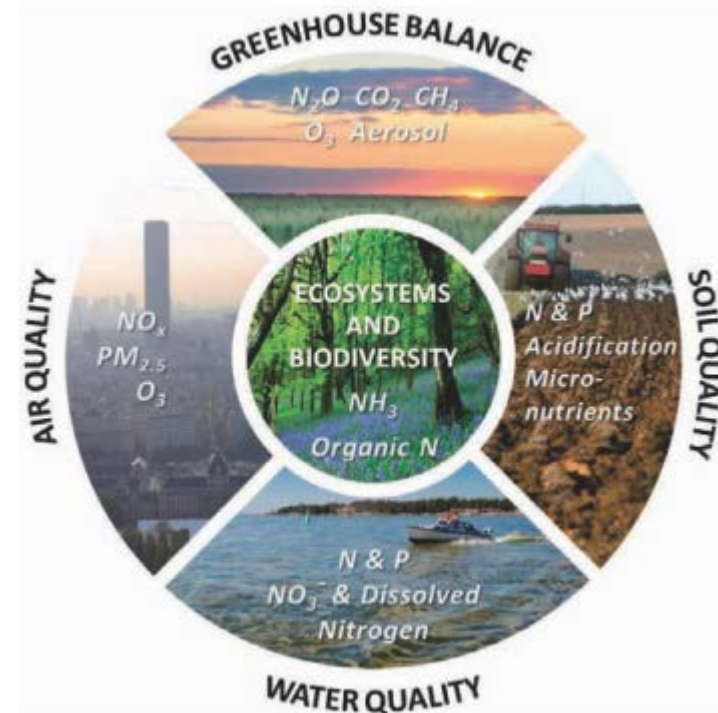 GREENHOUSE BALANCE
N₂O CO₂ CH₄
O₃ Aerosol
AIR QUALITY
NOₓ
PM₂.₅
O₃
ECOSYSTEMS
AND
BIODIVERSITY
NH₃
Organic N
SOIL QUALITY
N & P
Acidification
Micro-
nutrients
N & P
NO₃⁻ & Dissolved
Nitrogen
WATER QUALITY